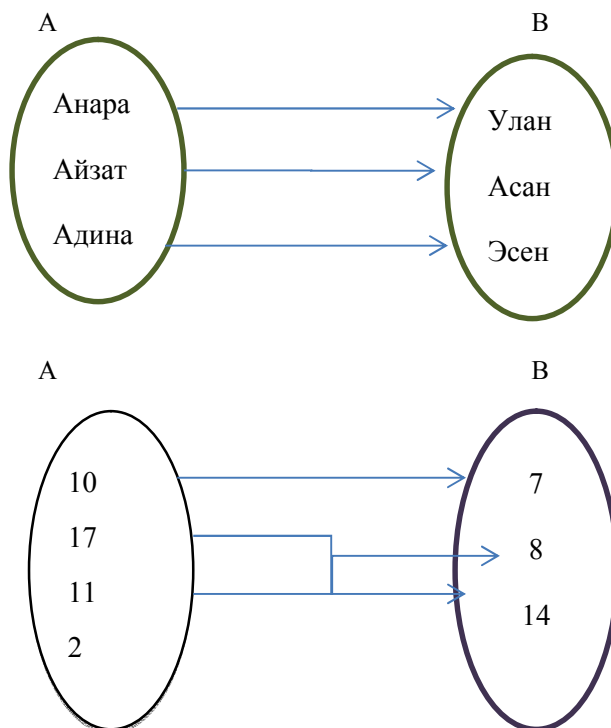 А В
Анара Улан
Айзат Асан
Адина Эсен
А В
10 7
17 8
11 14
2